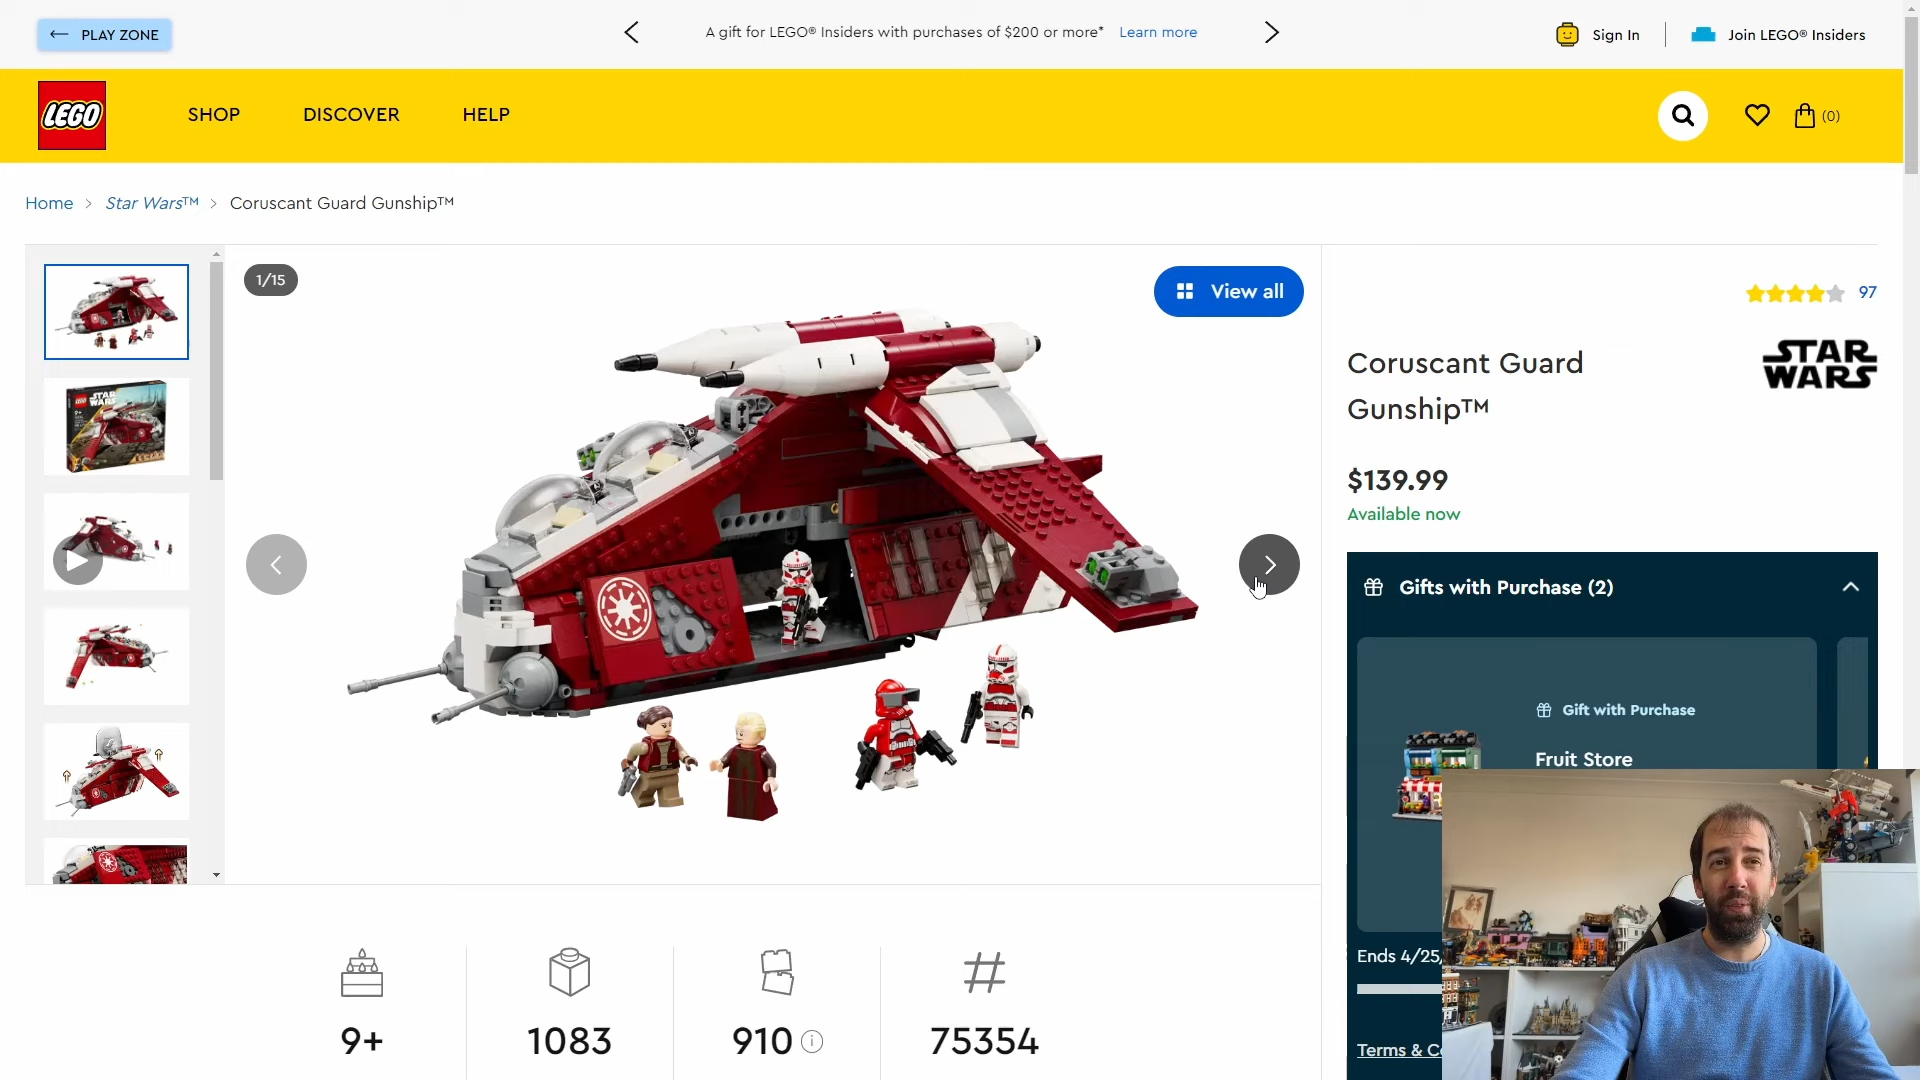 PLAY ZONE
A gift for LEGO® Insiders with purchases of $200 or more* Learn more
Sign In
Join LEGO® Insiders
LEGO
SHOP
DISCOVER
HELP
(0)
Home > Star Wars™ > Coruscant Guard Gunship™
1/15
View all
97
Coruscant Guard
Gunship™
STAR
WARS
$139.99
Available now
Gifts with Purchase (2)
Gift with Purchase
Fruit Store
Ends 4/25,
Terms & C
9+
1083
910
75354